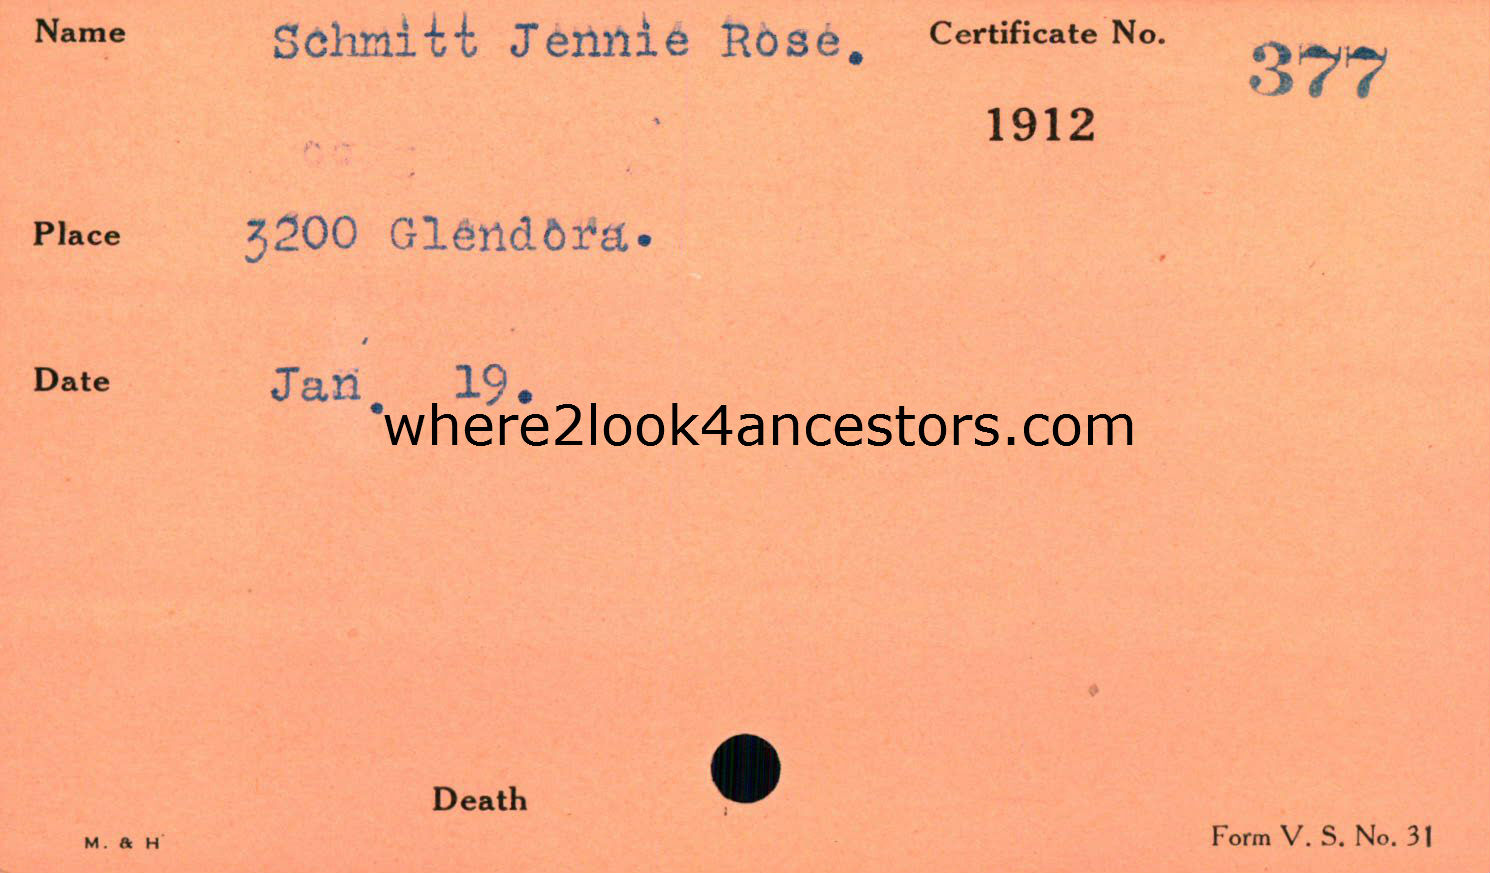 Name Schmitt Jennie Rose. Certificate No. 377
1912
Place 3200 Glendora.
Date Jan. 19.
where2look4ancestors.com
Death
M. & H Form V. S. No. 31